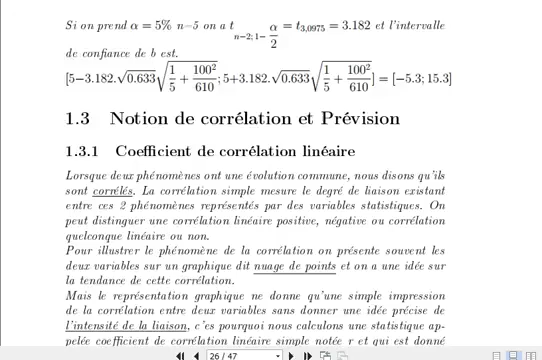 Si on prend α = 5% n−5 on a t n−2;1−α/2 = t3,0975 = 3.182 et l'intervalle
de confiance de b est.
[5−3.182.√0.633√(1/5 + 100²/610); 5+3.182.√0.633√(1/5 + 100²/610)] = [−5.3; 15.3]
1.3 Notion de corrélation et Prévision
1.3.1 Coefficient de corrélation linéaire
Lorsque deux phénomènes ont une évolution commune, nous disons qu'ils
sont corrélés. La corrélation simple mesure le degré de liaison existant
entre ces 2 phénomènes représentés par des variables statistiques. On
peut distinguer une corrélation linéaire positive, négative ou corrélation
quelconque linéaire ou non.
Pour illustrer le phénomène de la corrélation on présente souvent les
deux variables sur un graphique dit nuage de points et on a une idée sur
la tendance de cette corrélation.
Mais le représentation graphique ne donne qu'une simple impression
de la corrélation entre deux variables sans donner une idée précise de
l'intensité de la liaison, c'es pourquoi nous calculons une statistique ap-
pelée coefficient de corrélation linéaire simple notée r et qui est donné
26 / 47